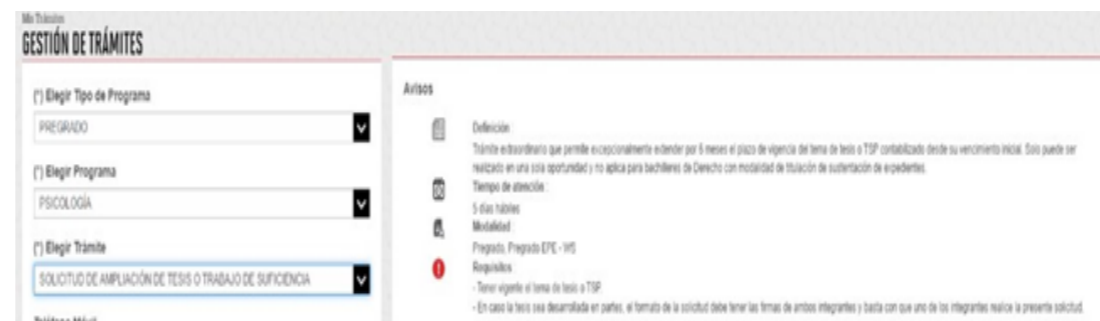 Mis Trámites
GESTIÓN DE TRÁMITES
(*) Elegir Tipo de Programa
PREGRADO
(*) Elegir Programa
PSICOLOGÍA
(*) Elegir Trámite
SOLICITUD DE AMPLIACIÓN DE TESIS O TRABAJO DE SUFICIENCIA
Teléfono Móvil
Avisos
Definición
Trámite extraordinario que permite excepcionalmente extender por 6 meses el plazo de vigencia del tema de tesis o TSP contabilizado desde su vencimiento inicial. Solo puede ser
realizado en una sola oportunidad y no aplica para bachilleres de Derecho con modalidad de titulación de sustentación de expedientes.
Tiempo de atención :
5 días hábiles
Modalidad :
Pregrado, Pregrado EPE - WS
Requisitos :
- Tener vigente el tema de tesis o TSP
- En caso la tesis sea desarrollada en partes, el formato de la solicitud debe tener las firmas de ambos integrantes y basta con que uno de los integrantes realice la presente solicitud.